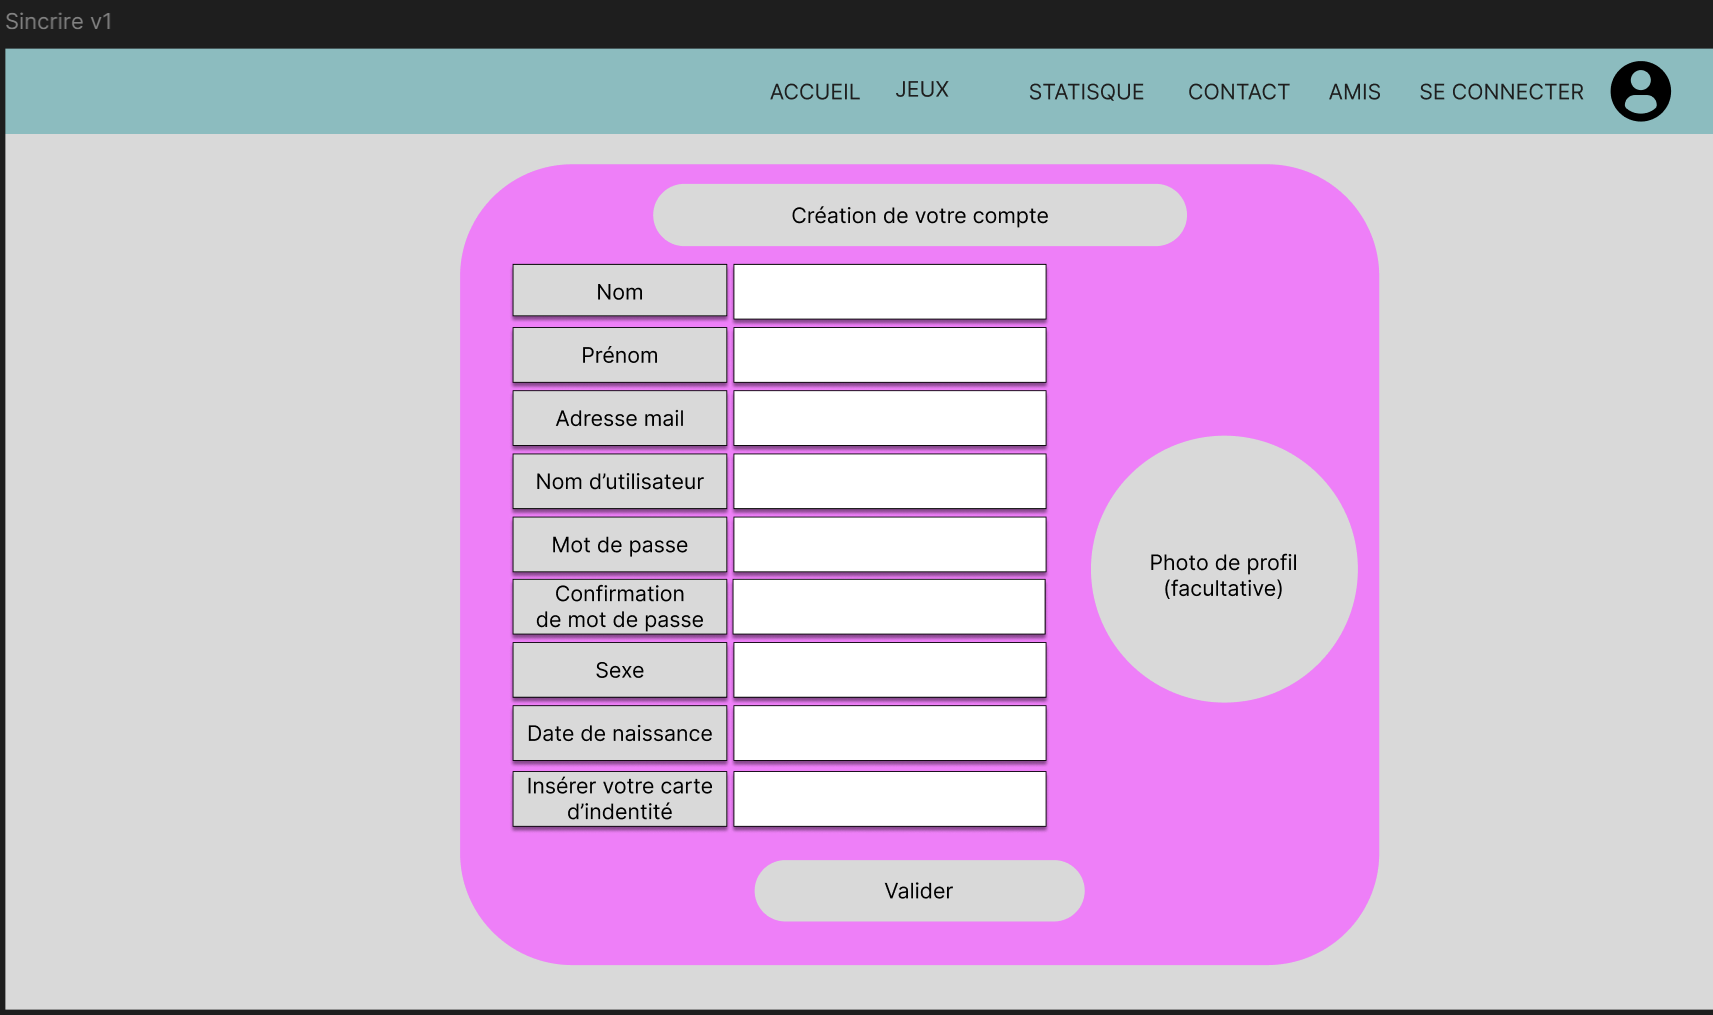 Sincrire v1
ACCUEIL JEUX STATISQUE CONTACT AMIS SE CONNECTER
Création de votre compte
Nom
Prénom
Adresse mail
Nom d’utilisateur
Mot de passe
Confirmation
de mot de passe
Sexe
Date de naissance
Insérer votre carte
d’indentité
Photo de profil
(facultative)
Valider